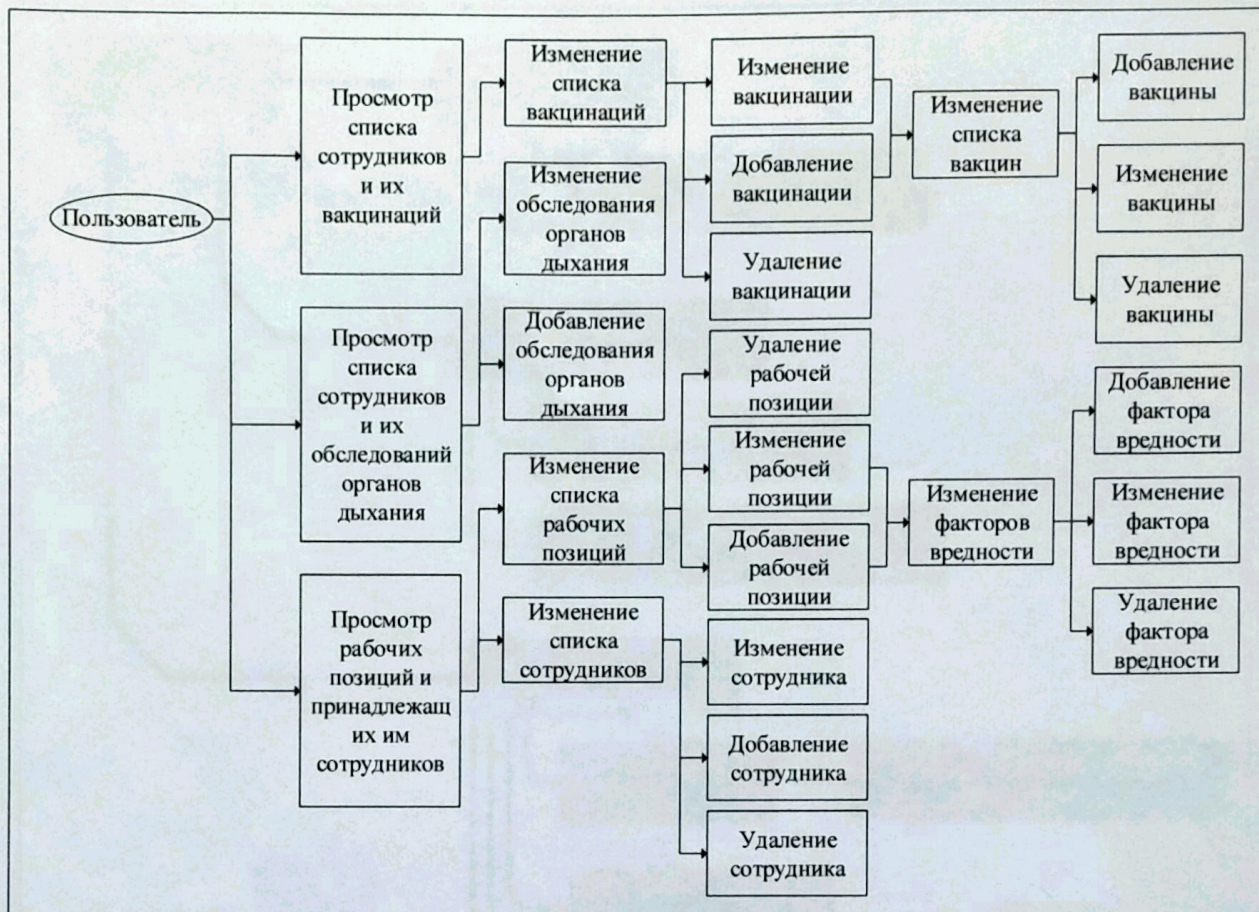 Пользователь
Просмотр
списка
сотрудников
и их
вакцинаций
Просмотр
списка
сотрудников
и их
обследований
органов
дыхания
Просмотр
рабочих
позиций и
принадлежащ
их им
сотрудников
Изменение
списка
вакцинаций
Изменение
обследования
органов
дыхания
Добавление
обследования
органов
дыхания
Изменение
списка
рабочих
позиций
Изменение
списка
сотрудников
Изменение
вакцинации
Добавление
вакцинации
Удаление
вакцинации
Удаление
рабочей
позиции
Изменение
рабочей
позиции
Добавление
рабочей
позиции
Изменение
сотрудника
Добавление
сотрудника
Удаление
сотрудника
Изменение
списка
вакцин
Изменение
факторов
вредности
Добавление
вакцины
Изменение
вакцины
Удаление
вакцины
Добавление
фактора
вредности
Изменение
фактора
вредности
Удаление
фактора
вредности